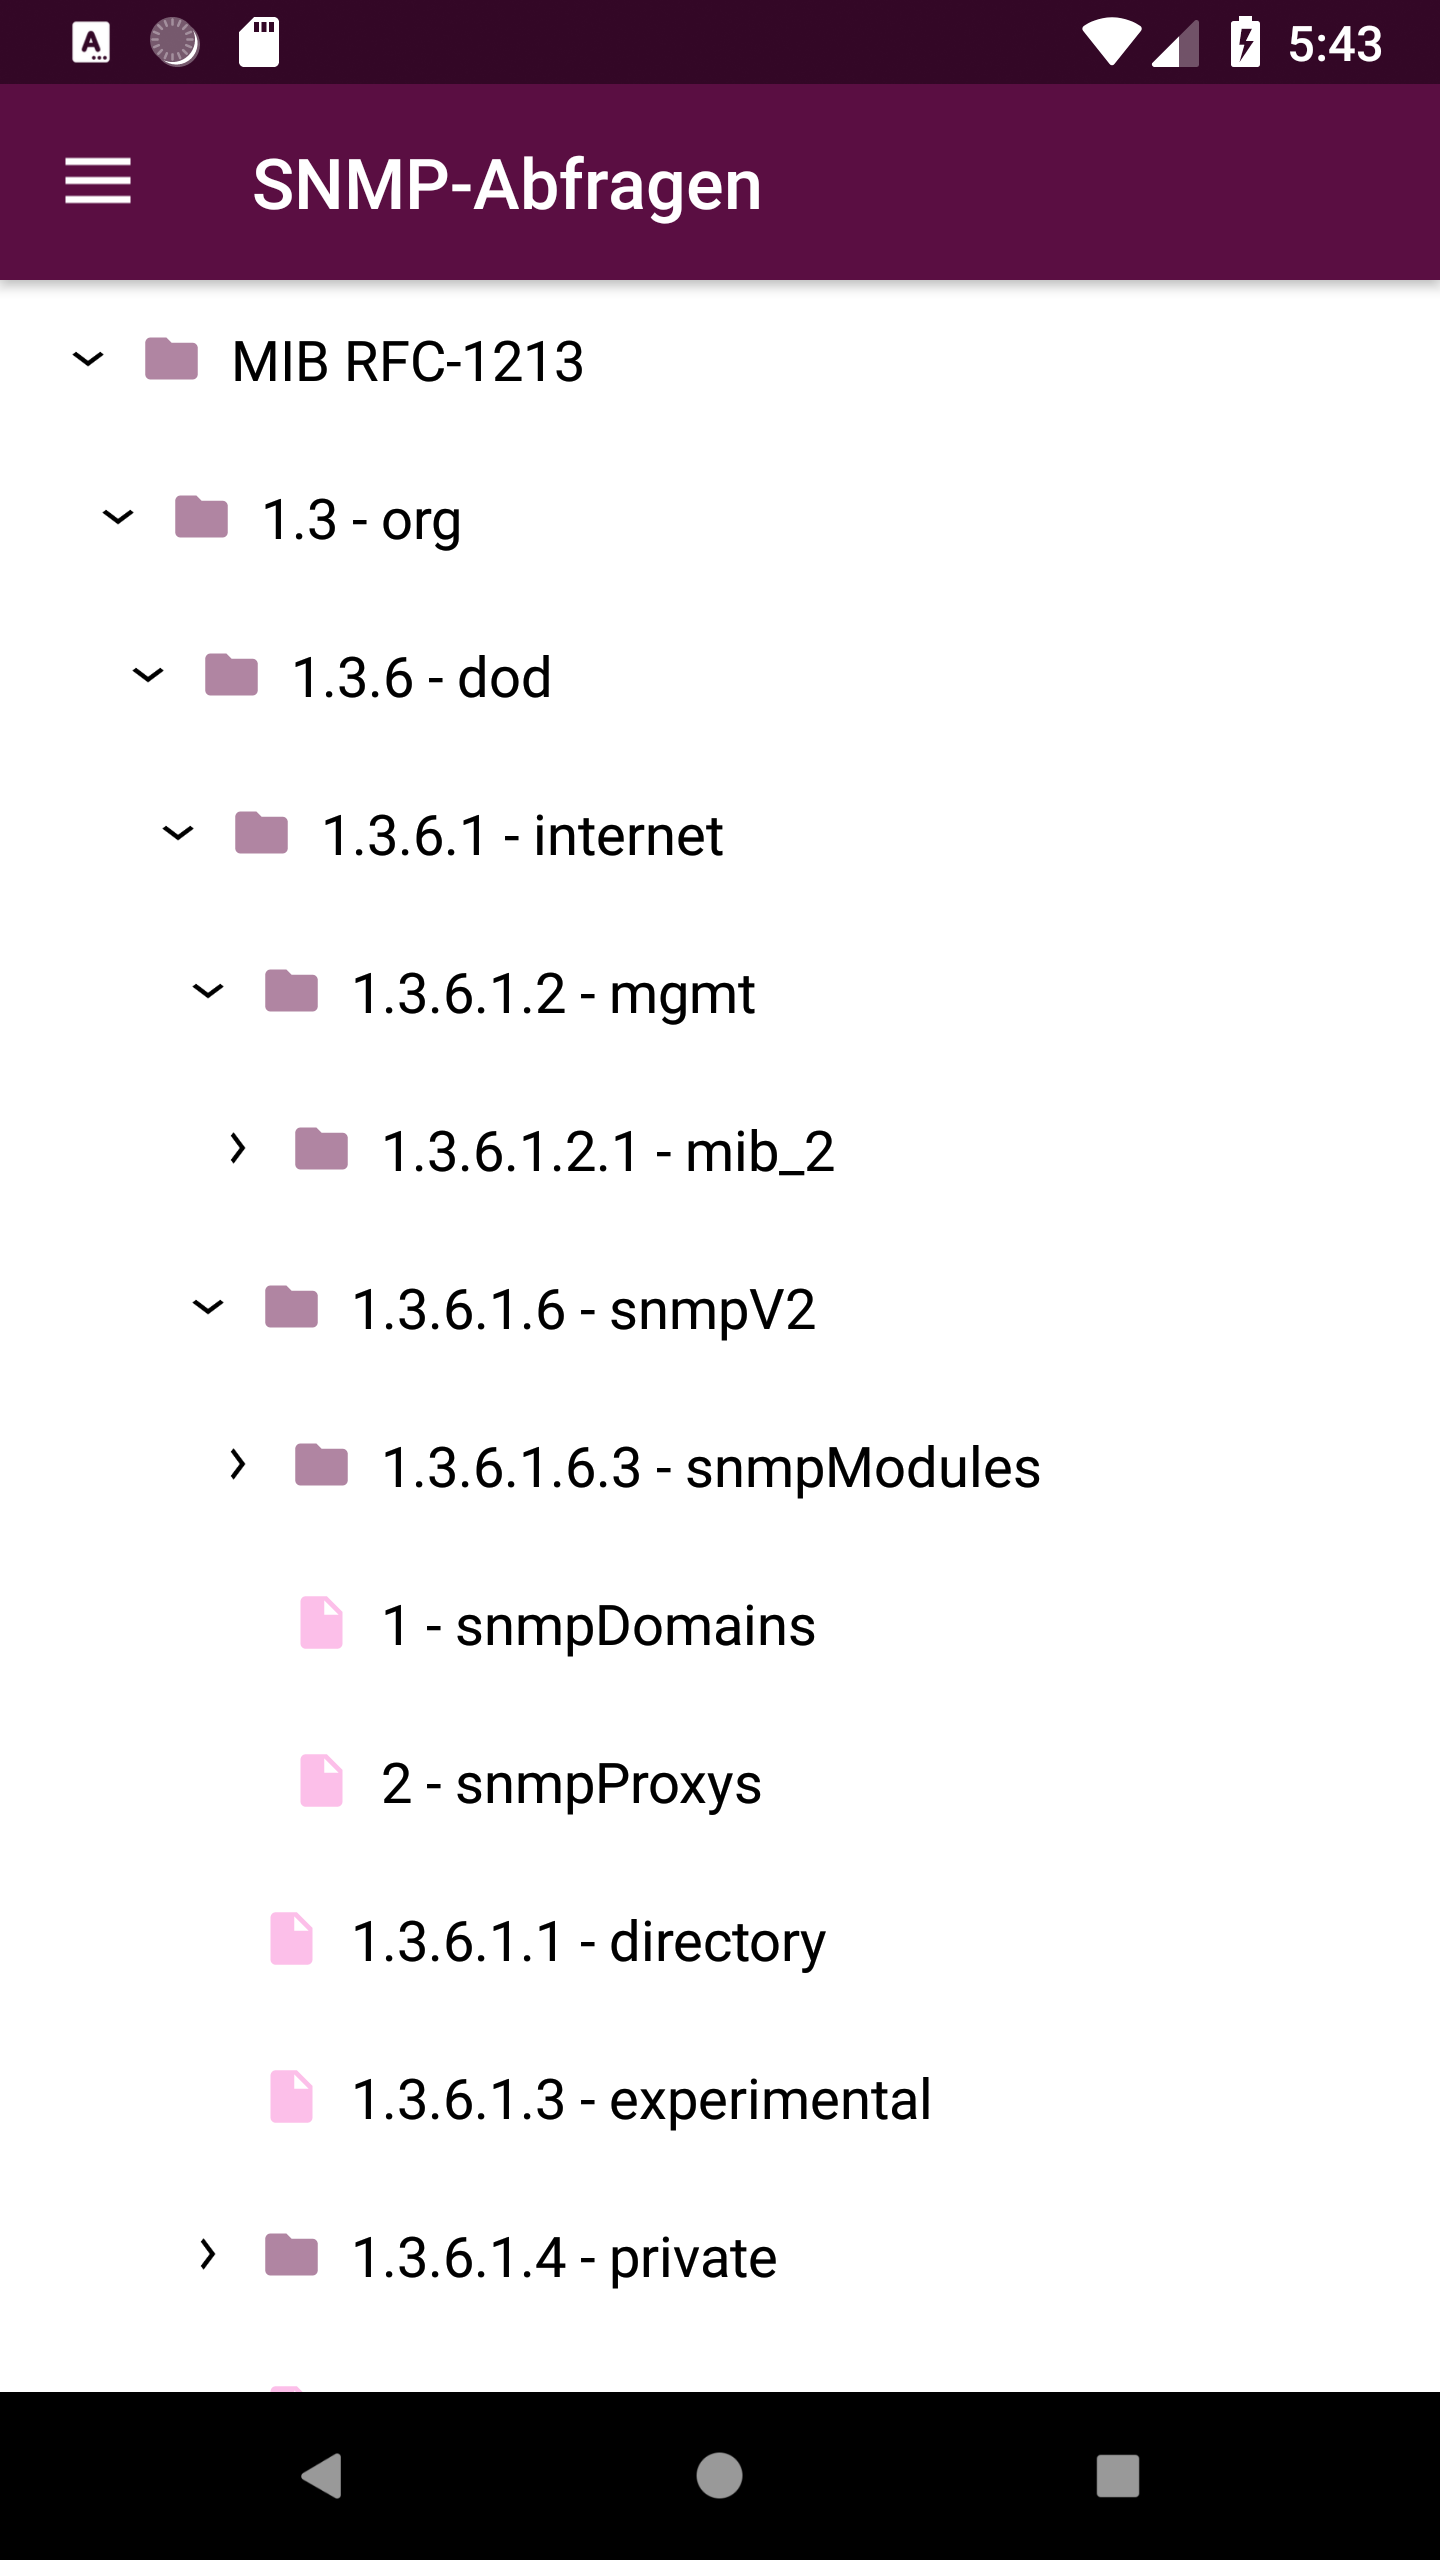 5:43
SNMP-Abfragen
MIB RFC-1213
1.3 - org
1.3.6 - dod
1.3.6.1 - internet
1.3.6.1.2 - mgmt
1.3.6.1.2.1 - mib_2
1.3.6.1.6 - snmpV2
1.3.6.1.6.3 - snmpModules
1 - snmpDomains
2 - snmpProxys
1.3.6.1.1 - directory
1.3.6.1.3 - experimental
1.3.6.1.4 - private